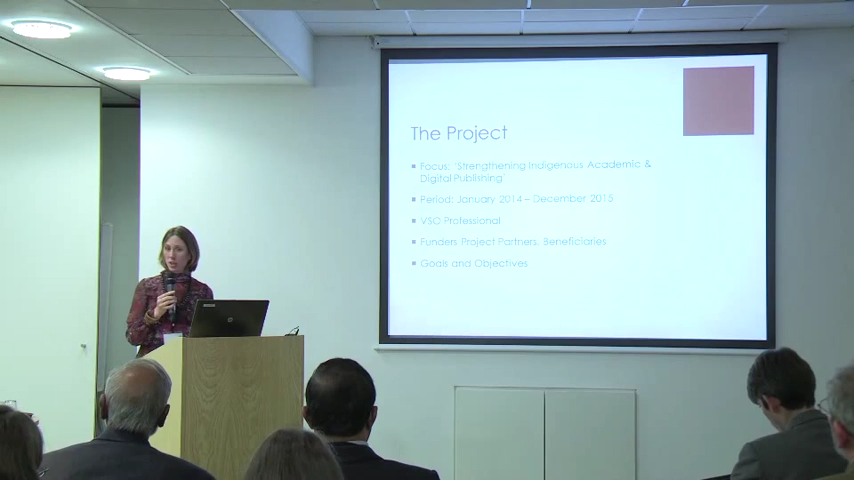 The Project
Focus: 'Strengthening Indigenous Academic &
Digital Publishing'
Period: January 2014 – December 2015
VSO Professional
Funders Project Partners, Beneficiaries
Goals and Objectives